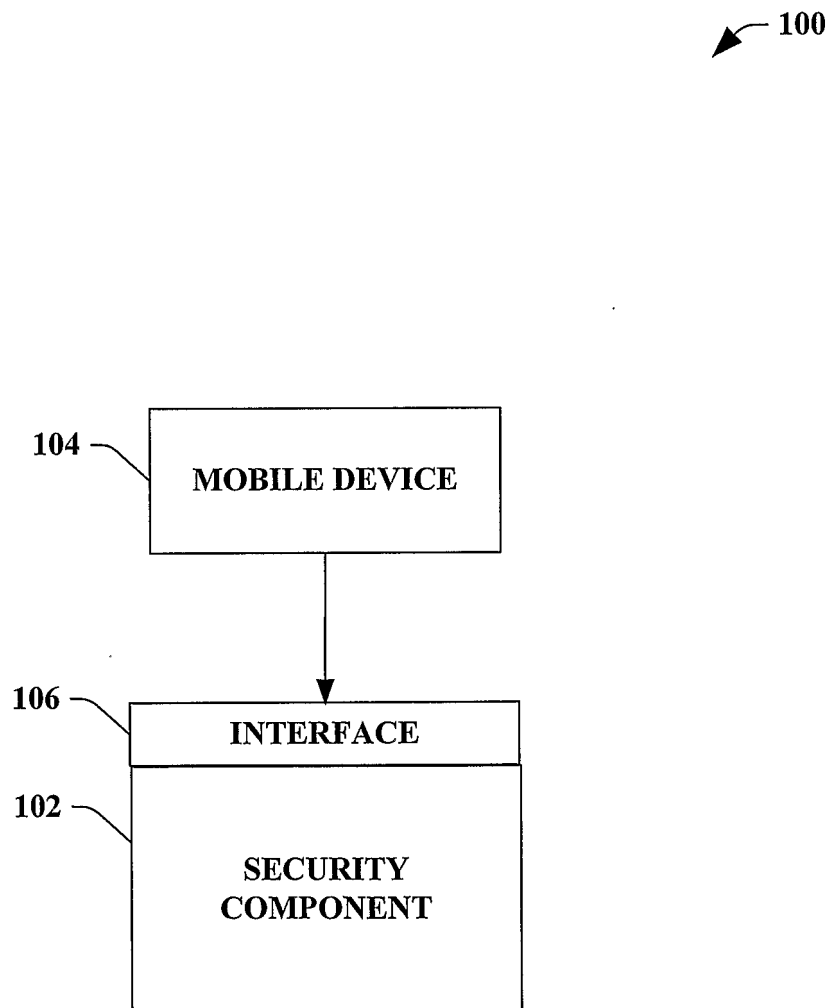 100
104
MOBILE DEVICE
106
INTERFACE
102
SECURITY
COMPONENT